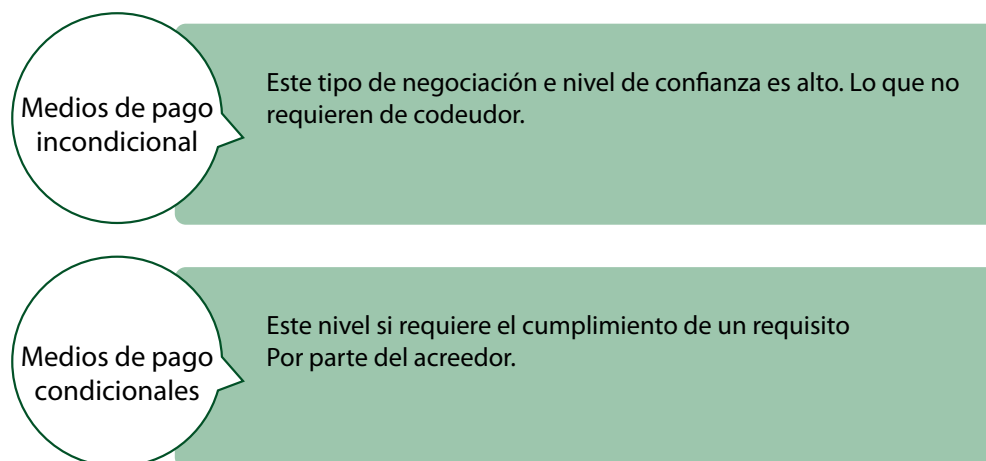 Medios de pago
incondicional
Este tipo de negociación e nivel de confianza es alto. Lo que no
requieren de codeudor.
Medios de pago
condicionales
Este nivel si requiere el cumplimiento de un requisito
Por parte del acreedor.